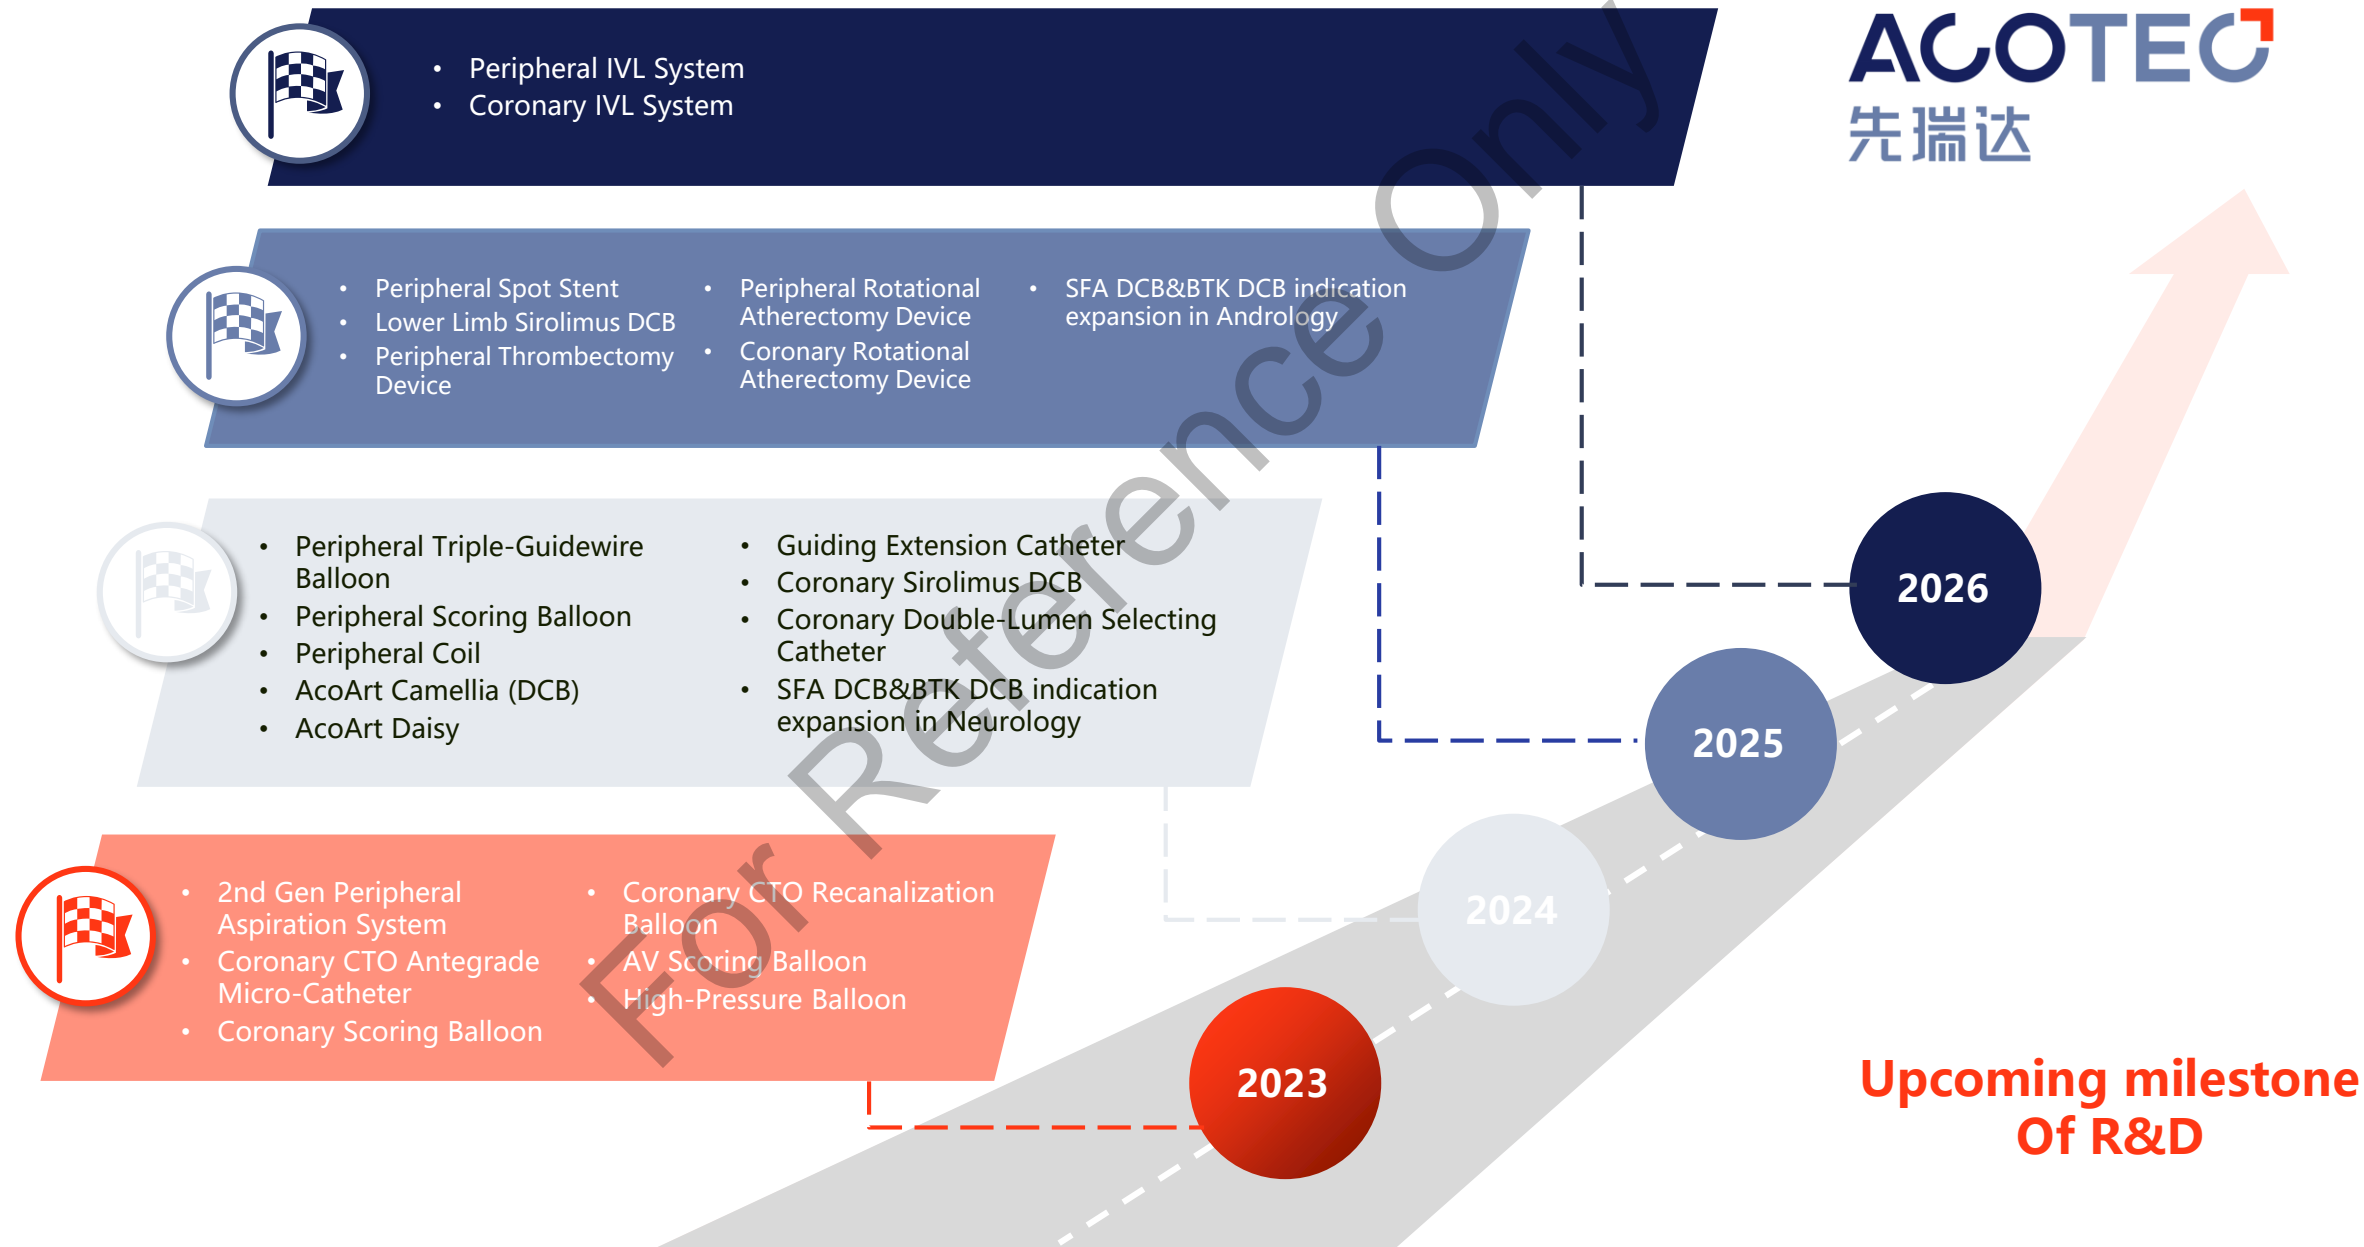 ACOTEC
先瑞达
• Peripheral IVL System
• Coronary IVL System
• Peripheral Spot Stent
• Lower Limb Sirolimus DCB
• Peripheral Thrombectomy
Device
• Peripheral Rotational
Atherectomy Device
• Coronary Rotational
Atherectomy Device
• SFA DCB&BTK DCB indication
expansion in Andrology
• Peripheral Triple-Guidewire
Balloon
• Peripheral Scoring Balloon
• Peripheral Coil
• AcoArt Camellia (DCB)
• AcoArt Daisy
• Guiding Extension Catheter
• Coronary Sirolimus DCB
• Coronary Double-Lumen Selecting
Catheter
• SFA DCB&BTK DCB indication
expansion in Neurology
• 2nd Gen Peripheral
Aspiration System
• Coronary CTO Antegrade
Micro-Catheter
• Coronary Scoring Balloon
• Coronary CTO Recanalization
Balloon
• AV Scoring Balloon
• High-Pressure Balloon
2026
2025
2024
2023
Upcoming milestone
Of R&D
For Reference Only